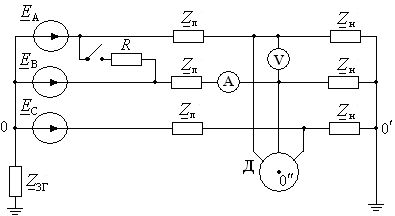 E_A Z_л Z_н
R V
E_B Z_л A Z_н
E_C Z_л Z_н
0 0′
Д 0″
Z_ЗГ